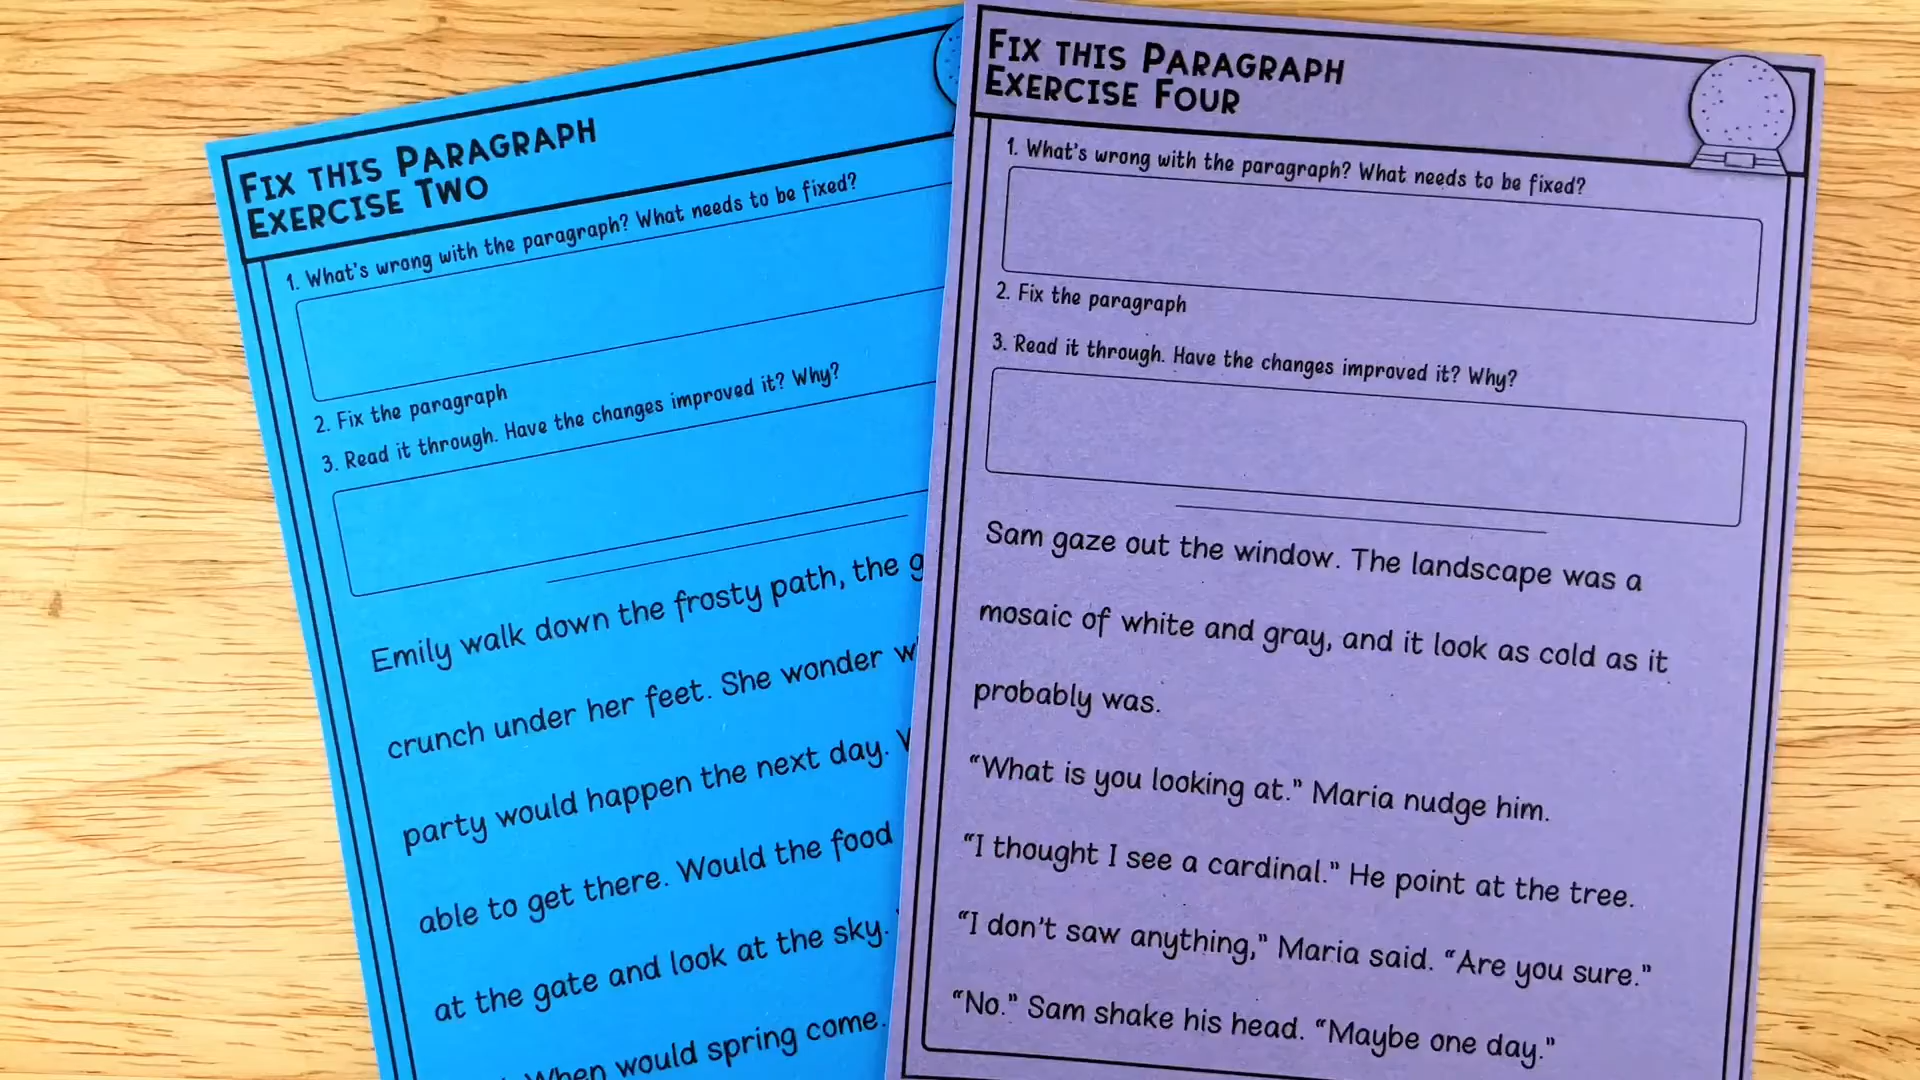 Fix this Paragraph
Exercise Two
1. What's wrong with the paragraph? What needs to be fixed?
2. Fix the paragraph
3. Read it through. Have the changes improved it? Why?
Emily walk down the frosty path, the
crunch under her feet. She wonder
party would happen the next day.
able to get there. Would the food
at the gate and look at the sky.
When would spring come.
Fix this Paragraph
Exercise Four
1. What's wrong with the paragraph? What needs to be fixed?
2. Fix the paragraph
3. Read it through. Have the changes improved it? Why?
Sam gaze out the window. The landscape was a
mosaic of white and gray, and it look as cold as it
probably was.
“What is you looking at.” Maria nudge him.
“I thought I see a cardinal.” He point at the tree.
“I don't saw anything,” Maria said. “Are you sure.”
“No.” Sam shake his head. “Maybe one day.”